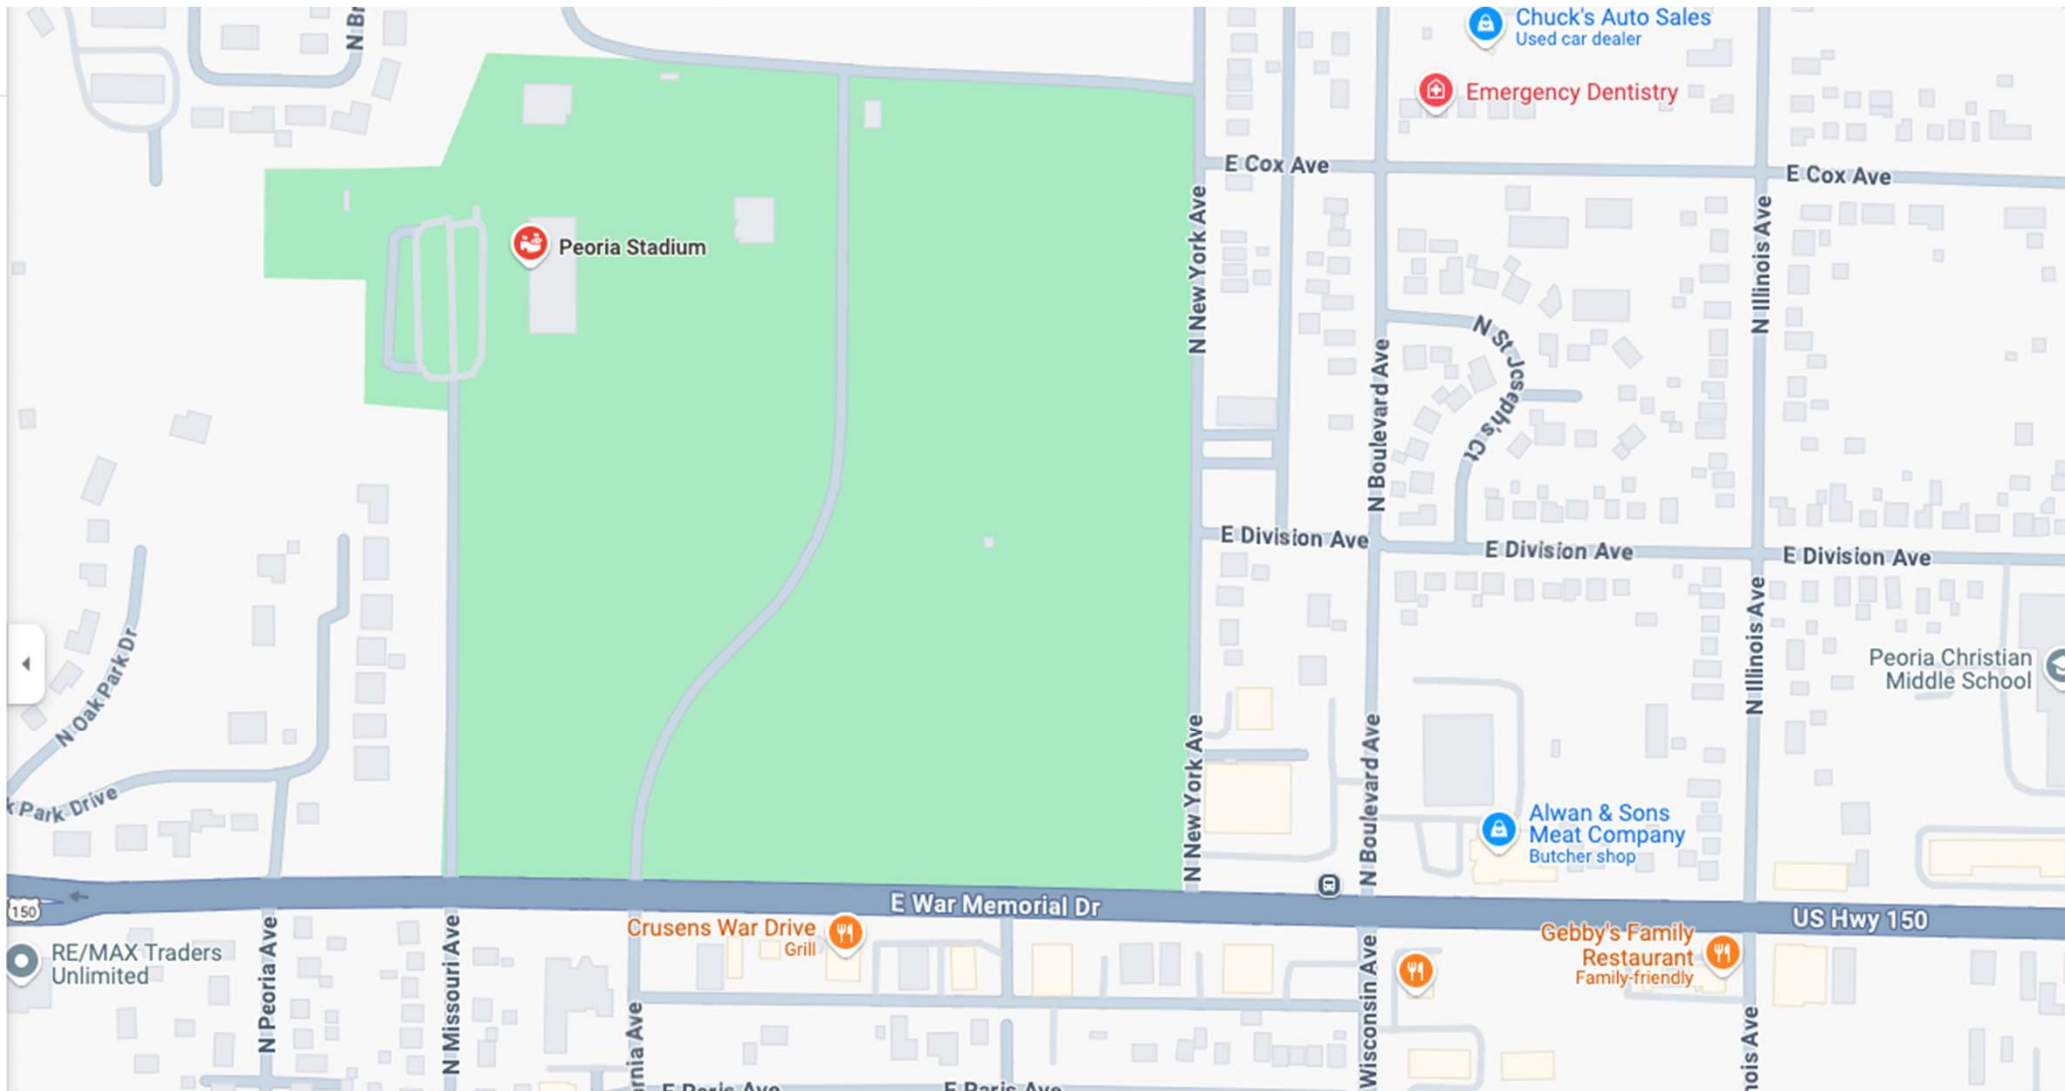 N Br
Chuck's Auto Sales
Used car dealer
Emergency Dentistry
E Cox Ave
E Cox Ave
N New York Ave
N Illinois Ave
Peoria Stadium
N St Joseph's Ct
N Boulevard Ave
E Division Ave
E Division Ave
E Division Ave
N Illinois Ave
Peoria Christian
Middle School
N Oak Park Dr
k Park Drive
N New York Ave
N Boulevard Ave
Alwan & Sons
Meat Company
Butcher shop
150
E War Memorial Dr
US Hwy 150
Crusens War Drive
Grill
Gebby's Family
Restaurant
Family-friendly
RE/MAX Traders
Unlimited
N Peoria Ave
N Missouri Ave
rnia Ave
Wisconsin Ave
nois Ave
E Paris Ave
E Paris Ave